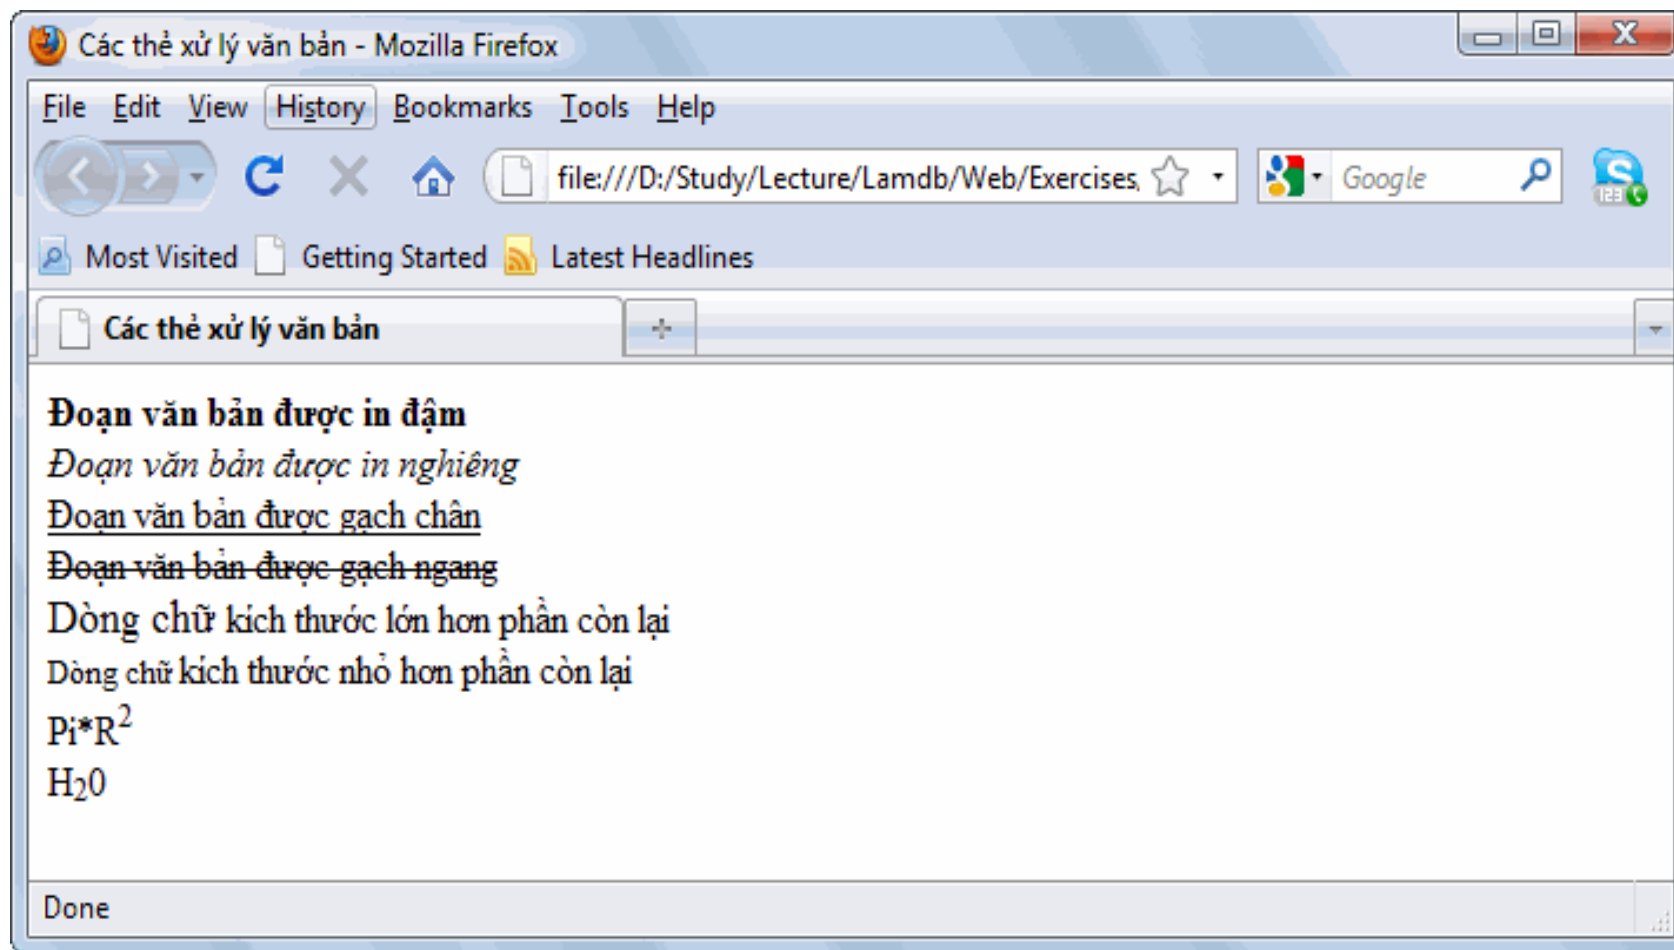 Các thẻ xử lý văn bản - Mozilla Firefox
File Edit View History Bookmarks Tools Help
file:///D:/Study/Lecture/Lamdb/Web/Exercises, Google 123
Most Visited Getting Started Latest Headlines
Các thẻ xử lý văn bản
Đoạn văn bản được in đậm
Đoạn văn bản được in nghiêng
Đoạn văn bản được gạch chân
Đoạn văn bản được gạch ngang
Dòng chữ kích thước lớn hơn phần còn lại
Dòng chữ kích thước nhỏ hơn phần còn lại
Pi*R²
H₂0
Done